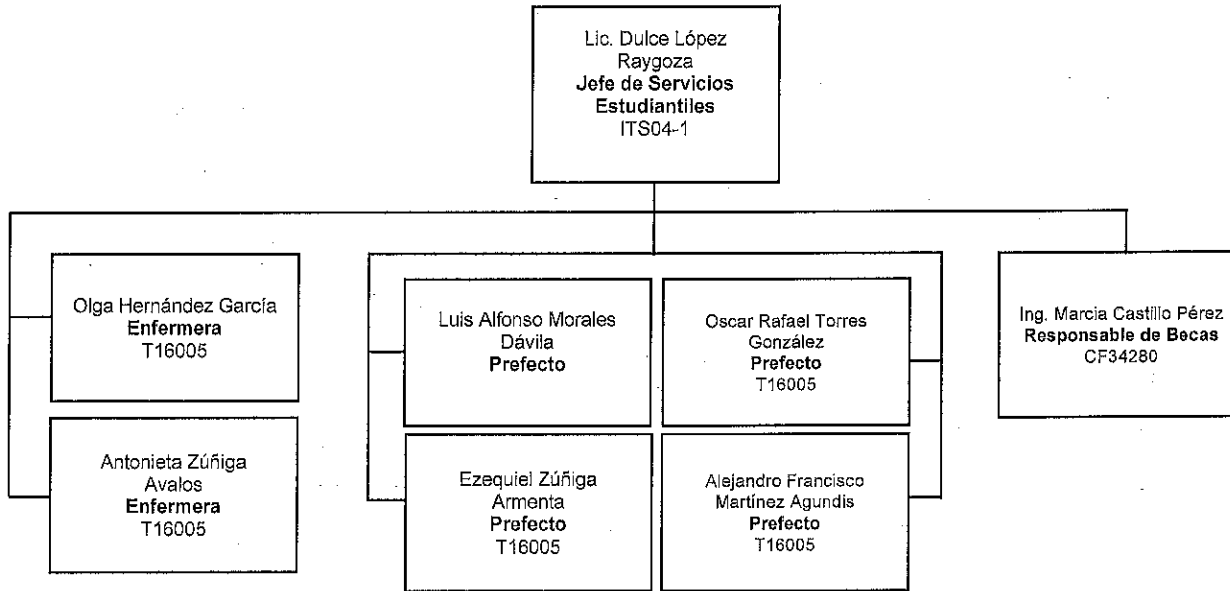 Lic. Dulce López
Raygoza
Jefe de Servicios
Estudiantiles
ITS04-1
Olga Hernández García
Enfermera
T16005
Antonieta Zúñiga
Avalos
Enfermera
T16005
Luis Alfonso Morales
Dávila
Prefecto
Oscar Rafael Torres
González
Prefecto
T16005
Ezequiel Zúñiga
Armenta
Prefecto
T16005
Alejandro Francisco
Martínez Agundis
Prefecto
T16005
Ing. Marcia Castillo Pérez
Responsable de Becas
CF34280